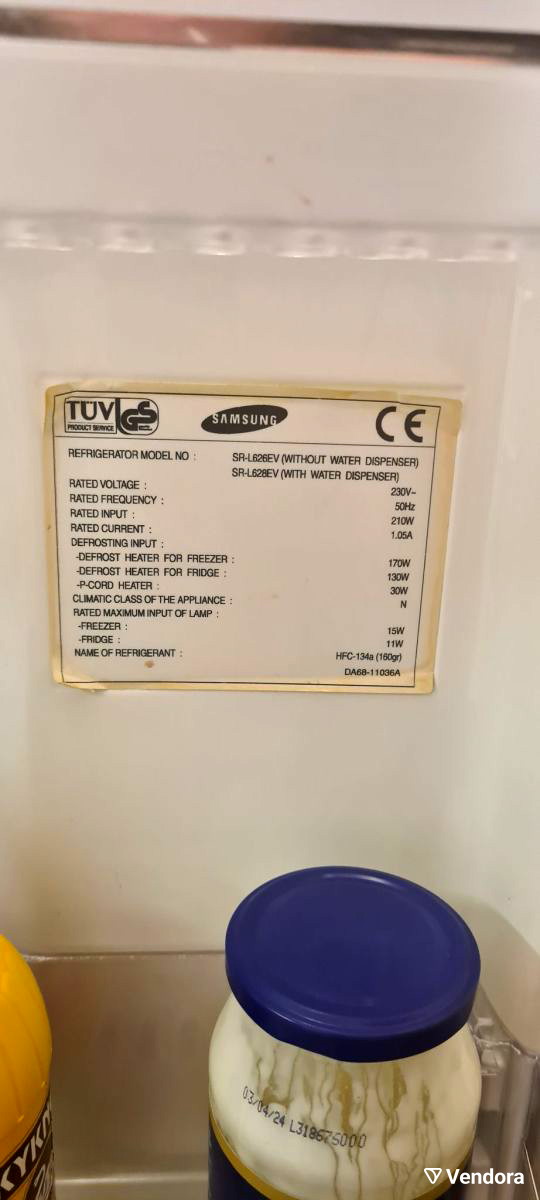 TÜV
PRODUCT SERVICE
GS
SAMSUNG
CE
REFRIGERATOR MODEL NO : SR-L626EV (WITHOUT WATER DISPENSER)
SR-L628EV (WITH WATER DISPENSER)
RATED VOLTAGE : 230V~
RATED FREQUENCY : 50Hz
RATED INPUT : 210W
RATED CURRENT : 1.05A
DEFROSTING INPUT :
-DEFROST HEATER FOR FREEZER : 170W
-DEFROST HEATER FOR FRIDGE : 130W
-P-CORD HEATER : 30W
CLIMATIC CLASS OF THE APPLIANCE : N
RATED MAXIMUM INPUT OF LAMP :
-FREEZER : 15W
-FRIDGE : 11W
NAME OF REFRIGERANT : HFC-134a (160gr)
DA68-11036A
03/04/24 L318675000
Vendora